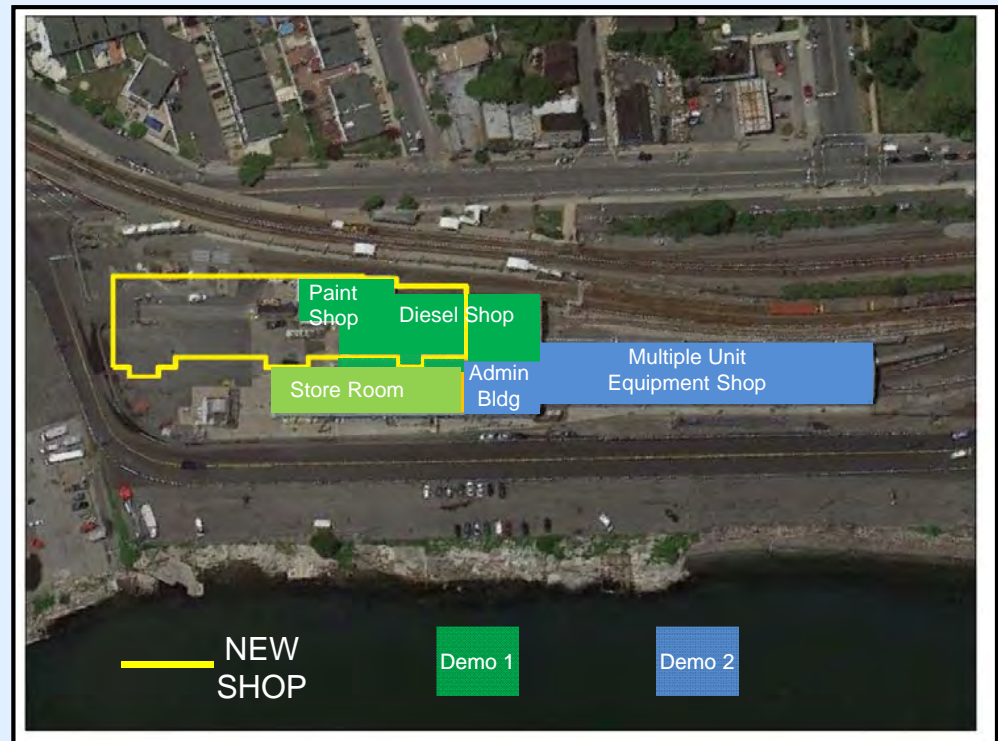 Paint
Shop
Diesel Shop
Multiple Unit
Equipment Shop
Admin
Bldg
Store Room
NEW
SHOP
Demo 1
Demo 2